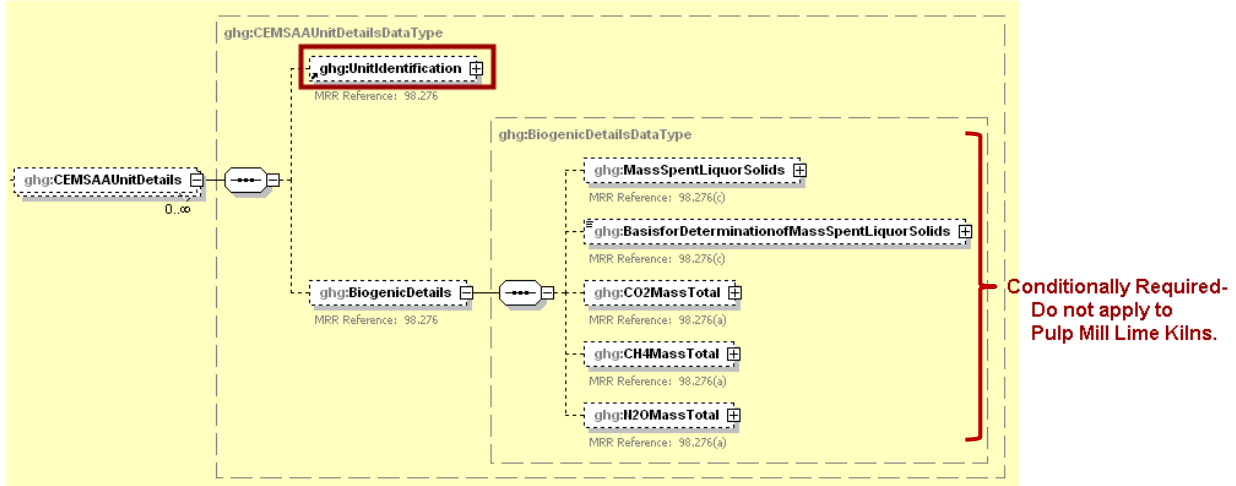 ghg:CEMSAAUnitDetailsDataType
ghg:UnitIdentification
MRR Reference: 98.276
ghg:BiogenicDetailsDataType
ghg:MassSpentLiquorSolids
MRR Reference: 98.276(c)
ghg:CEMSAAUnitDetails
0..∞
ghg:BasisforDeterminationofMassSpentLiquorSolids
MRR Reference: 98.276(c)
ghg:BiogenicDetails
MRR Reference: 98.276
ghg:CO2MassTotal
MRR Reference: 98.276(a)
ghg:CH4MassTotal
MRR Reference: 98.276(a)
ghg:N2OMassTotal
MRR Reference: 98.276(a)
Conditionally Required-
Do not apply to
Pulp Mill Lime Kilns.